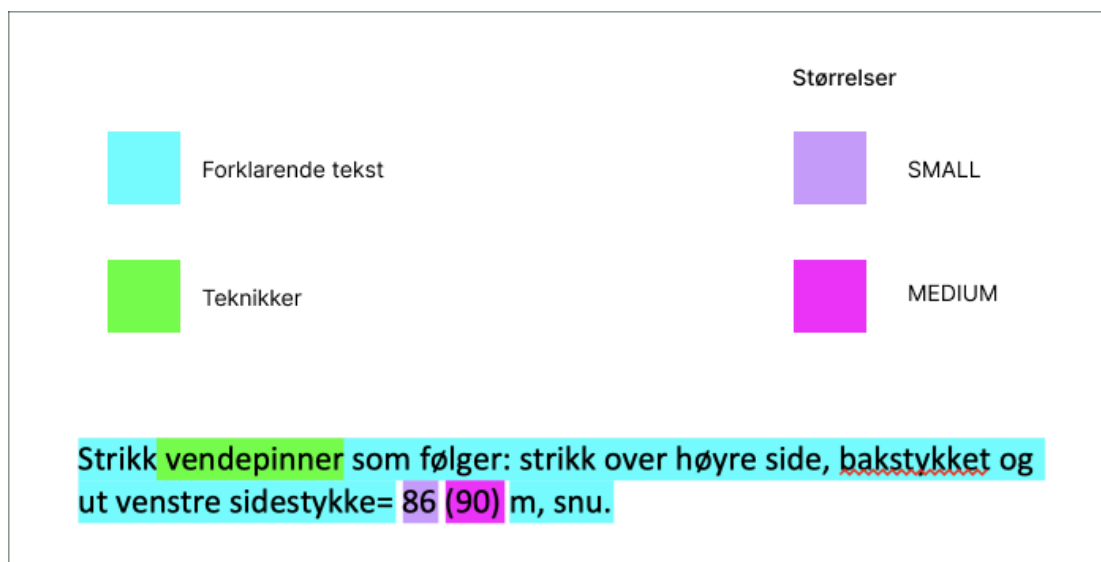 Størrelser
Forklarende tekst
SMALL
Teknikker
MEDIUM
Strikk vendepinner som følger: strikk over høyre side, bakstykket og
ut venstre sidestykke= 86 (90) m, snu.